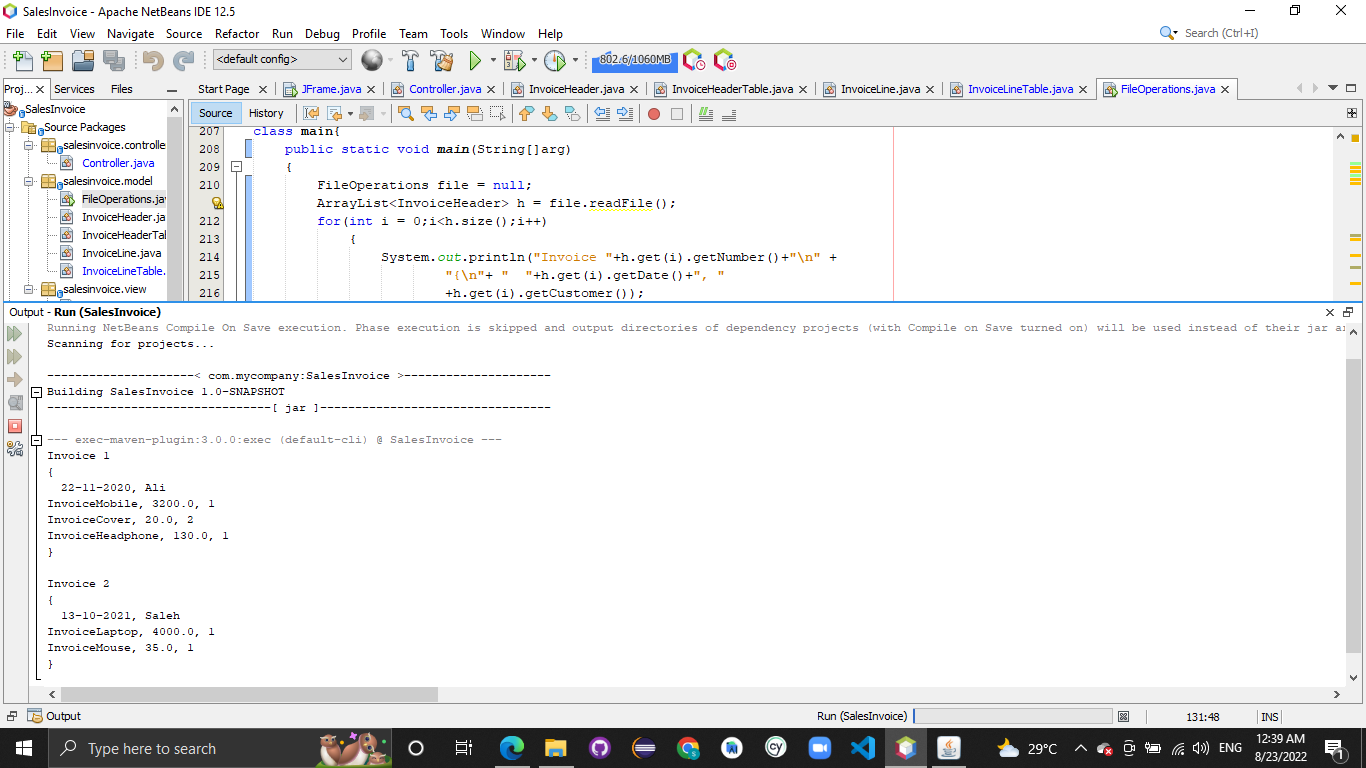 SalesInvoice - Apache NetBeans IDE 12.5
File Edit View Navigate Source Refactor Run Debug Profile Team Tools Window Help
Search (Ctrl+I)
<default config>
802.6/1060MB
Proj... Services Files
Start Page JFrame.java Controller.java InvoiceHeader.java InvoiceHeaderTable.java InvoiceLine.java InvoiceLineTable.java FileOperations.java
SalesInvoice
Source Packages
salesinvoice.controlle
Controller.java
salesinvoice.model
FileOperations.jav
InvoiceHeader.ja
InvoiceHeaderTal
InvoiceLine.java
InvoiceLineTable.
salesinvoice.view
Source History
207 class main{
208 public static void main(String[]arg)
209 {
210 FileOperations file = null;
ArrayList<InvoiceHeader> h = file.readFile();
212 for(int i = 0;i<h.size();i++)
213 {
214 System.out.println("Invoice "+h.get(i).getNumber()+"\n" +
215 "{\n"+ "  "+h.get(i).getDate()+", "
216 +h.get(i).getCustomer());
Output - Run (SalesInvoice)
Running NetBeans Compile On Save execution. Phase execution is skipped and output directories of dependency projects (with Compile on Save turned on) will be used instead of their jar ar
Scanning for projects...
---------------------< com.mycompany:SalesInvoice >---------------------
Building SalesInvoice 1.0-SNAPSHOT
--------------------------------[ jar ]---------------------------------
--- exec-maven-plugin:3.0.0:exec (default-cli) @ SalesInvoice ---
Invoice 1
{
22-11-2020, Ali
InvoiceMobile, 3200.0, 1
InvoiceCover, 20.0, 2
InvoiceHeadphone, 130.0, 1
}
Invoice 2
{
13-10-2021, Saleh
InvoiceLaptop, 4000.0, 1
InvoiceMouse, 35.0, 1
}
Output
Run (SalesInvoice)
131:48
INS
Type here to search
29°C
ENG
12:39 AM
8/23/2022
1